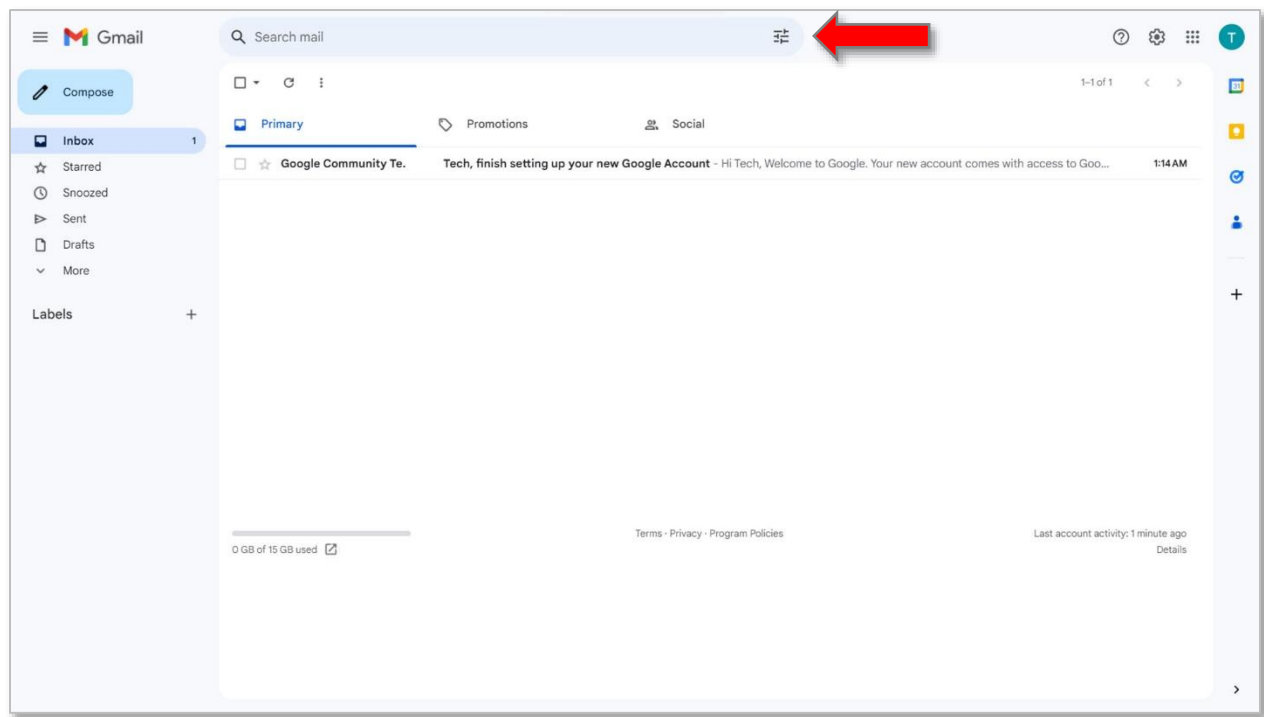 Gmail
Search mail
T
Compose
1–1 of 1
31
Primary
Promotions
Social
Inbox 1
Google Community Te. Tech, finish setting up your new Google Account - Hi Tech, Welcome to Google. Your new account comes with access to Goo... 1:14 AM
Starred
Snoozed
Sent
Drafts
More
Labels
Terms · Privacy · Program Policies
Last account activity: 1 minute ago
0 GB of 15 GB used
Details